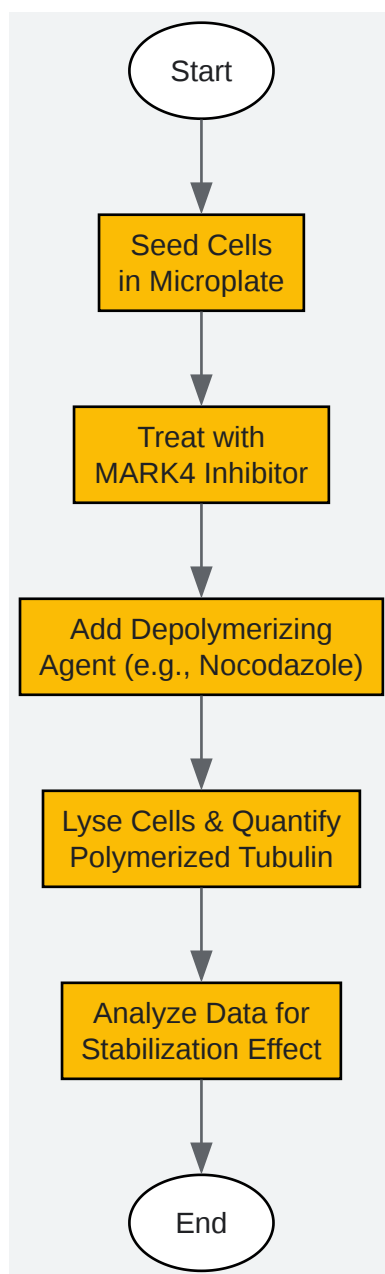 Start
Seed Cells
in Microplate
Treat with
MARK4 Inhibitor
Add Depolymerizing
Agent (e.g., Nocodazole)
Lyse Cells & Quantify
Polymerized Tubulin
Analyze Data for
Stabilization Effect
End